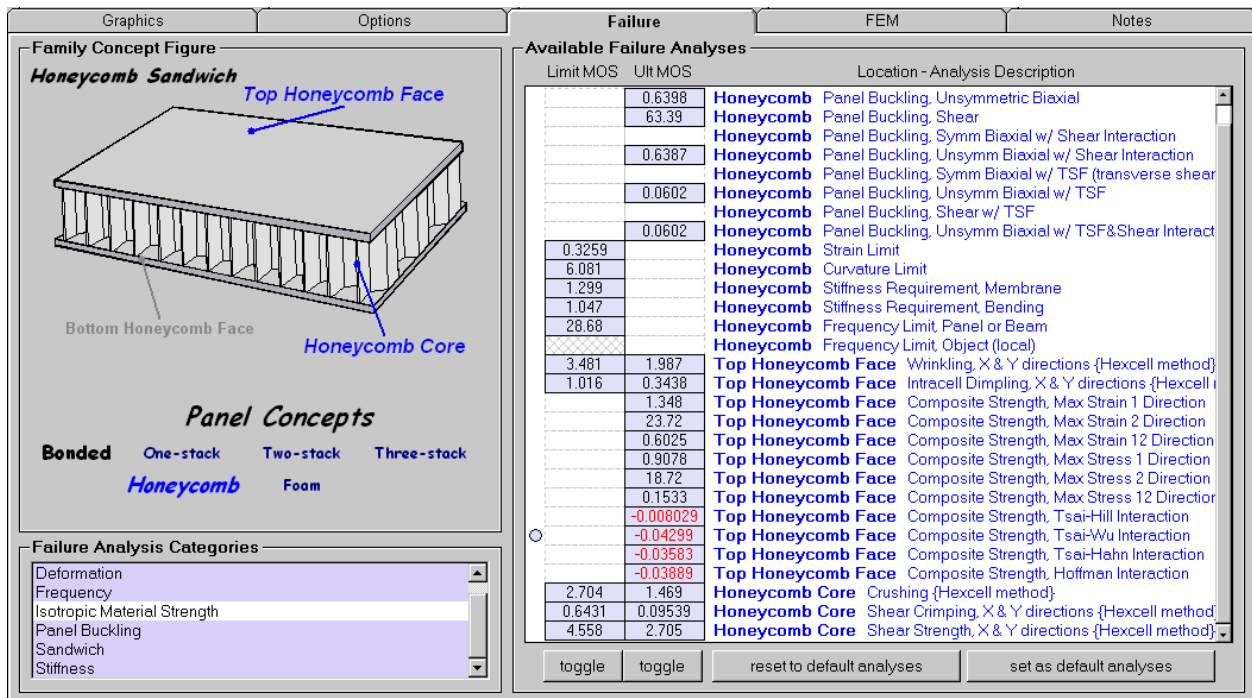 Graphics Options Failure FEM Notes
Family Concept Figure
Honeycomb Sandwich
Top Honeycomb Face
Bottom Honeycomb Face
Honeycomb Core
Panel Concepts
Bonded One-stack Two-stack Three-stack
Honeycomb Foam
Failure Analysis Categories
Deformation
Frequency
Isotropic Material Strength
Panel Buckling
Sandwich
Stiffness
Available Failure Analyses
Limit MOS Ult MOS Location - Analysis Description
0.6398 Honeycomb Panel Buckling, Unsymmetric Biaxial
63.39 Honeycomb Panel Buckling, Shear
Honeycomb Panel Buckling, Symm Biaxial w/ Shear Interaction
0.6387 Honeycomb Panel Buckling, Unsymm Biaxial w/ Shear Interaction
Honeycomb Panel Buckling, Symm Biaxial w/ TSF (transverse shear
0.0602 Honeycomb Panel Buckling, Unsymm Biaxial w/ TSF
Honeycomb Panel Buckling, Shear w/ TSF
0.0602 Honeycomb Panel Buckling, Unsymm Biaxial w/ TSF&Shear Interact
0.3259 Honeycomb Strain Limit
6.081 Honeycomb Curvature Limit
1.299 Honeycomb Stiffness Requirement, Membrane
1.047 Honeycomb Stiffness Requirement, Bending
28.68 Honeycomb Frequency Limit, Panel or Beam
Honeycomb Frequency Limit, Object (local)
3.481 1.987 Top Honeycomb Face Wrinkling, X & Y directions {Hexcell method}
1.016 0.3438 Top Honeycomb Face Intracell Dimpling, X & Y directions {Hexcell
1.348 Top Honeycomb Face Composite Strength, Max Strain 1 Direction
23.72 Top Honeycomb Face Composite Strength, Max Strain 2 Direction
0.6025 Top Honeycomb Face Composite Strength, Max Strain 12 Direction
0.9078 Top Honeycomb Face Composite Strength, Max Stress 1 Direction
18.72 Top Honeycomb Face Composite Strength, Max Stress 2 Direction
0.1533 Top Honeycomb Face Composite Strength, Max Stress 12 Direction
-0.008029 Top Honeycomb Face Composite Strength, Tsai-Hill Interaction
-0.04299 Top Honeycomb Face Composite Strength, Tsai-Wu Interaction
-0.03583 Top Honeycomb Face Composite Strength, Tsai-Hahn Interaction
-0.03889 Top Honeycomb Face Composite Strength, Hoffman Interaction
2.704 1.469 Honeycomb Core Crushing {Hexcell method}
0.6431 0.09539 Honeycomb Core Shear Crimping, X & Y directions {Hexcell method}
4.558 2.705 Honeycomb Core Shear Strength, X & Y directions {Hexcell method}
toggle toggle reset to default analyses set as default analyses